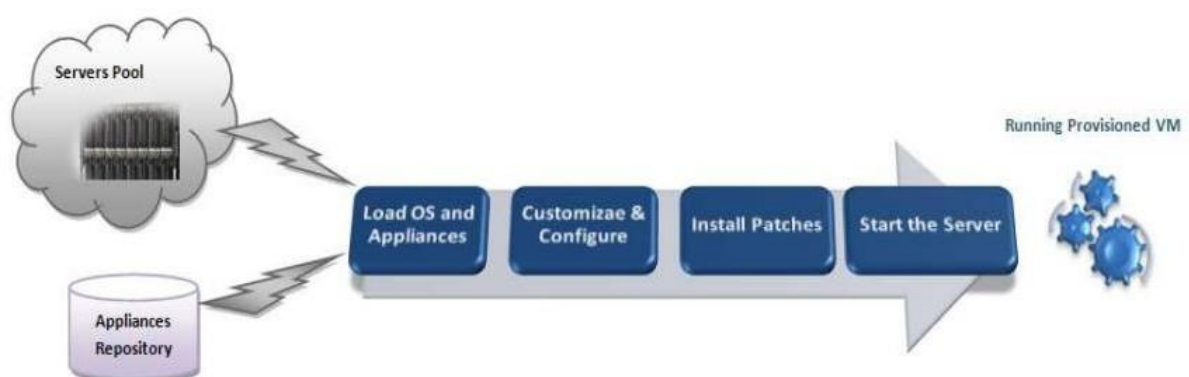 Servers Pool
Running Provisioned VM
Load OS and
Appliances
Customizae &
Configure
Install Patches
Start the Server
Appliances
Repository